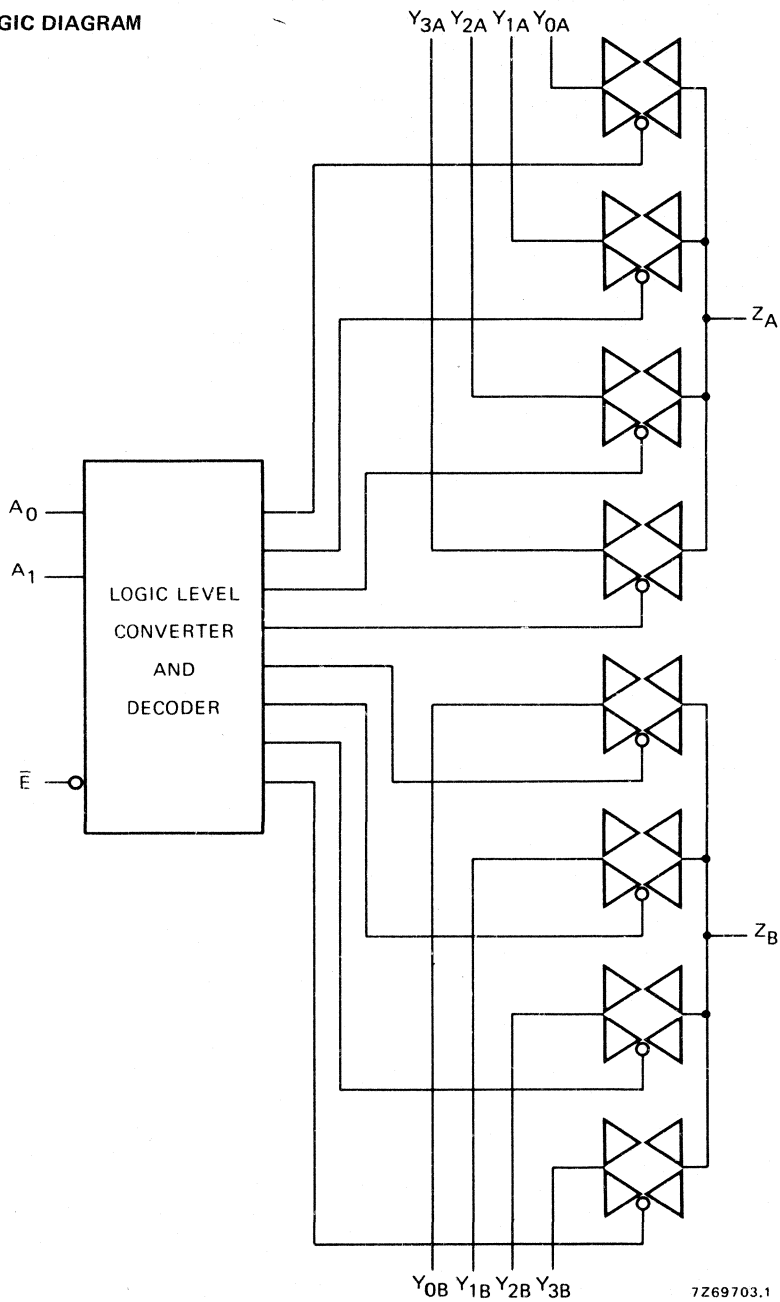 GIC DIAGRAM
Y3A Y2A Y1A Y0A
ZA
A0
A1
LOGIC LEVEL
CONVERTER
AND
DECODER
E̅
ZB
Y0B Y1B Y2B Y3B
7Z69703.1